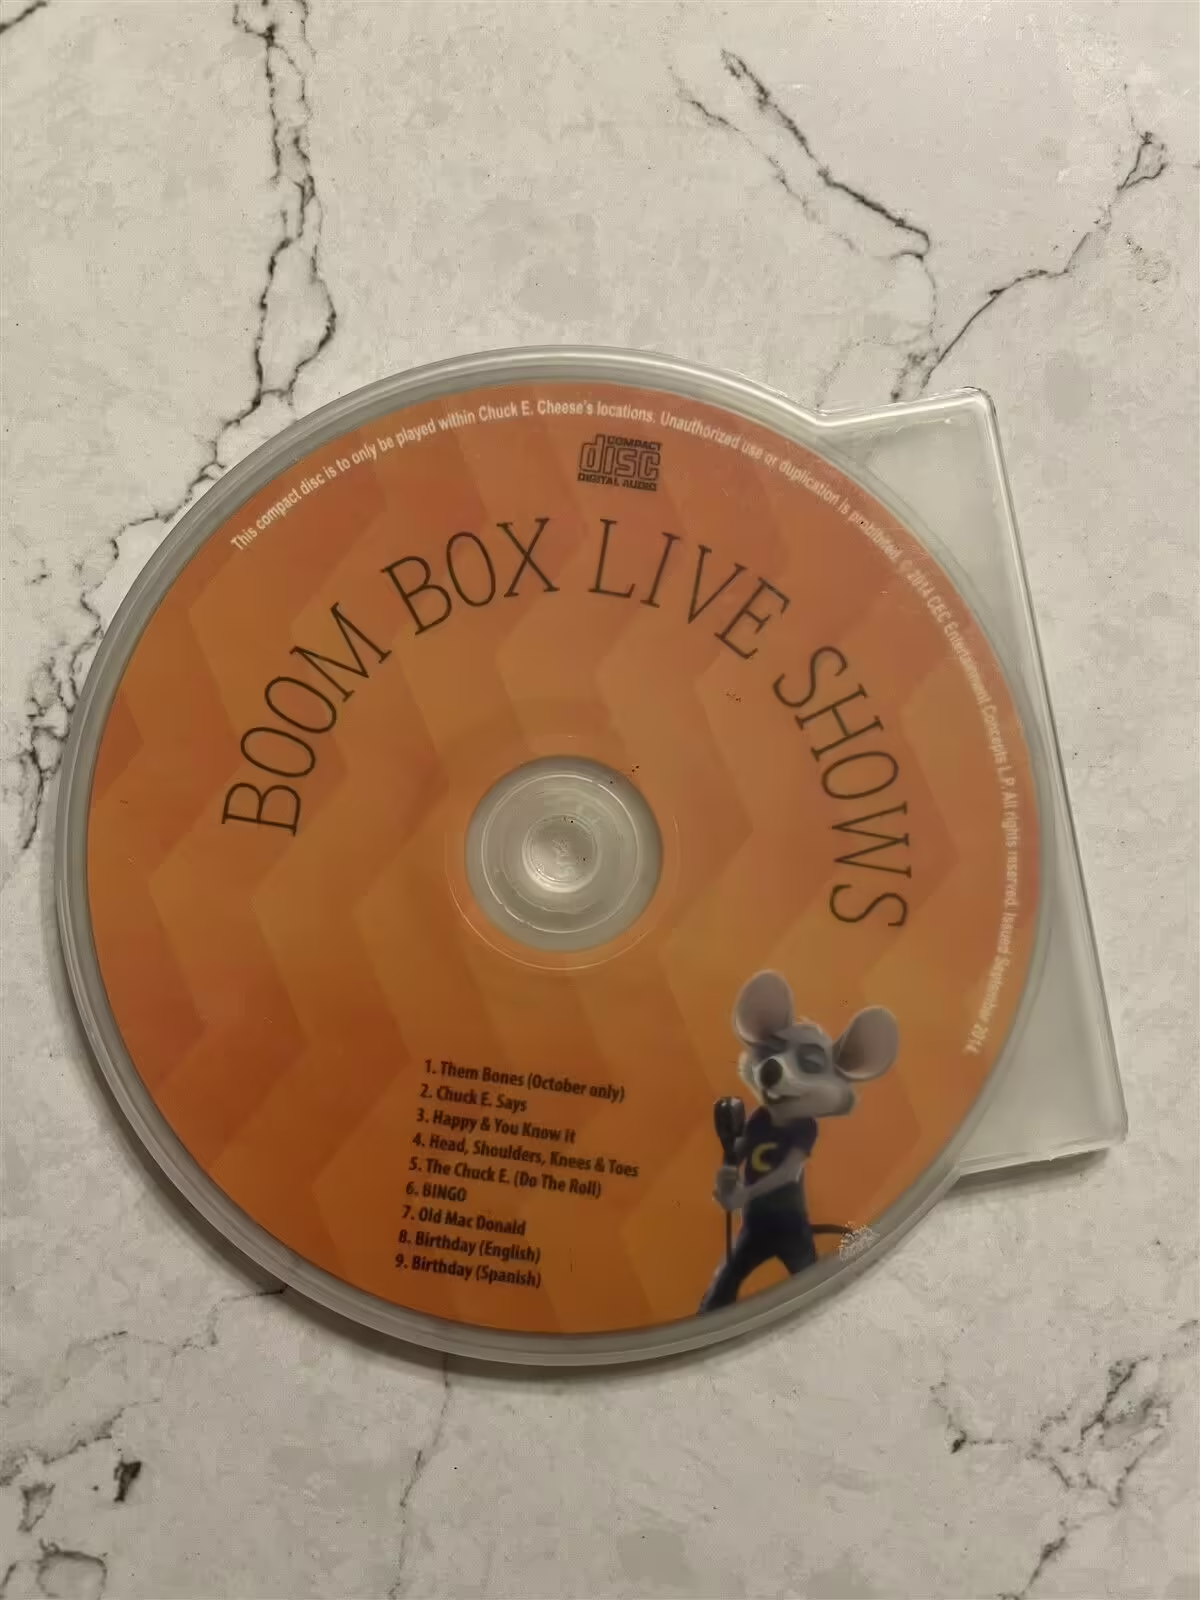 This compact disc is to only be played within Chuck E. Cheese's locations. Unauthorized use or duplication is prohibited. © 2014 CEC Entertainment Concepts L.P. All rights reserved. Issued September 2014.
COMPACT
disc
DIGITAL AUDIO
BOOM BOX LIVE SHOWS
1. Them Bones (October only)
2. Chuck E. Says
3. Happy & You Know it
4. Head, Shoulders, Knees & Toes
5. The Chuck E. (Do The Roll)
6. BINGO
7. Old Mac Donald
8. Birthday (English)
9. Birthday (Spanish)
C